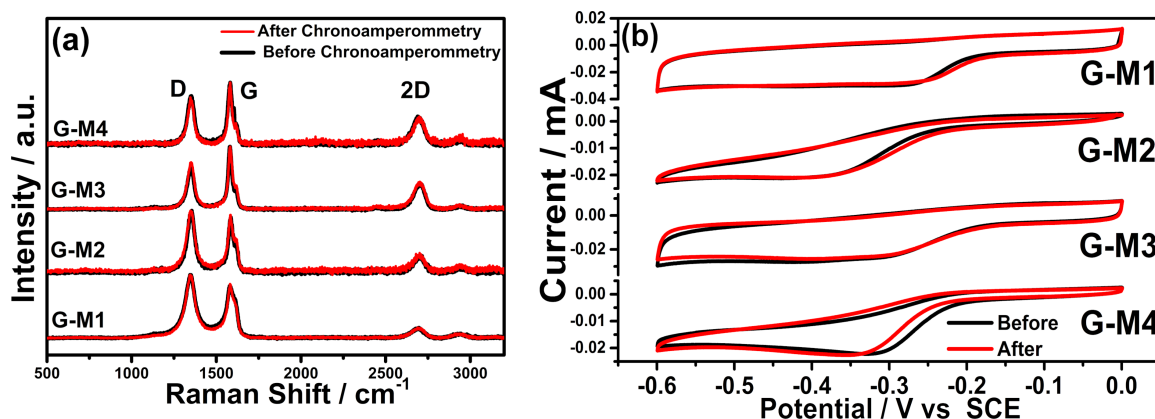 (a)
After Chronoamperommetry
Before Chronoamperommetry
D
G
2D
G-M4
G-M3
G-M2
G-M1
Intensity / a.u.
500 1000 1500 2000 2500 3000
Raman Shift / cm-1
(b)
0.02
0.00
-0.02
-0.04
G-M1
0.00
-0.01
-0.02
G-M2
0.00
-0.02
G-M3
0.00
-0.01
-0.02
G-M4
Before
After
Current / mA
-0.6 -0.5 -0.4 -0.3 -0.2 -0.1 0.0
Potential / V vs SCE